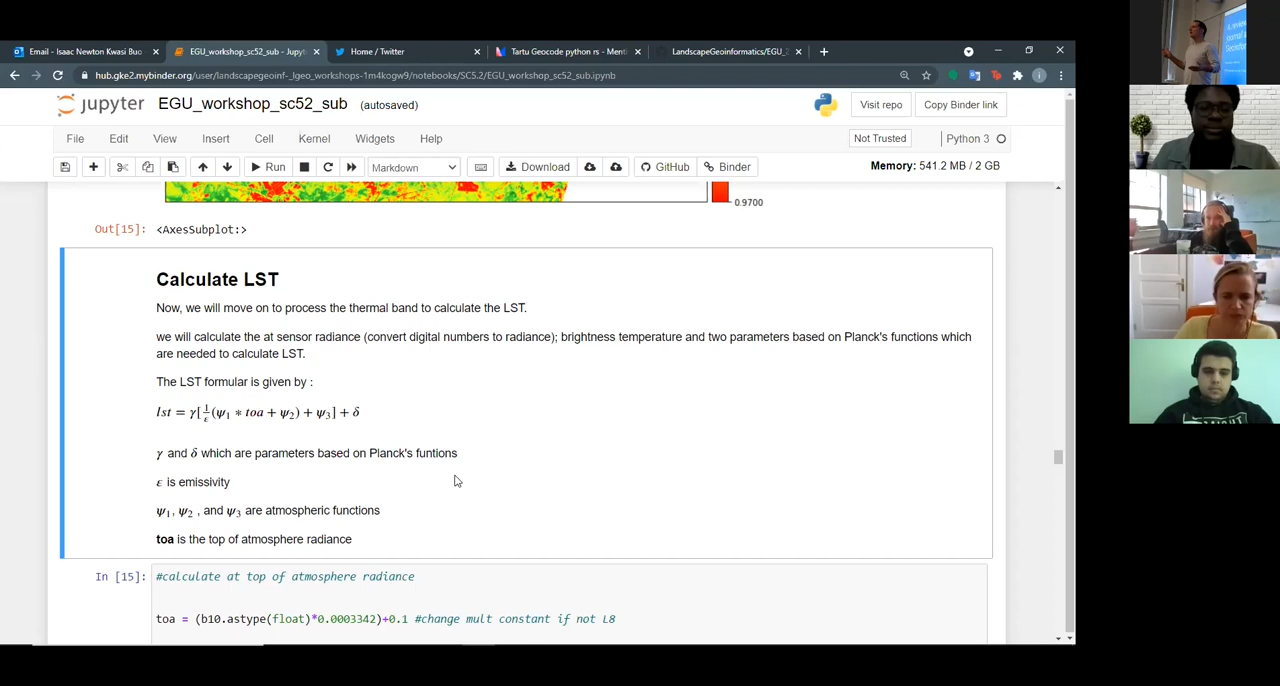 Email - Isaac Newton Kwasi Buo
EGU_workshop_sc52_sub - Jupyt
Home / Twitter
Tartu Geocode python rs - Menti
LandscapeGeoinformatics/EGU_2
hub.gke2.mybinder.org/user/landscapegeoinf-_lgeo_workshops-1m4kogw9/notebooks/SC5.2/EGU_workshop_sc52_sub.ipynb
jupyter EGU_workshop_sc52_sub (autosaved)
Visit repo
Copy Binder link
File Edit View Insert Cell Kernel Widgets Help
Not Trusted
Python 3
Run
Markdown
Download
GitHub
Binder
Memory: 541.2 MB / 2 GB
0.9700
Out[15]: <AxesSubplot:>
Calculate LST
Now, we will move on to process the thermal band to calculate the LST.
we will calculate the at sensor radiance (convert digital numbers to radiance); brightness temperature and two parameters based on Planck's functions which
are needed to calculate LST.
The LST formular is given by :
lst = γ[1/ε(ψ1 * toa + ψ2) + ψ3] + δ
γ and δ which are parameters based on Planck's funtions
ε is emissivity
ψ1, ψ2 , and ψ3 are atmospheric functions
toa is the top of atmosphere radiance
In [15]: #calculate at top of atmosphere radiance
toa = (b10.astype(float)*0.0003342)+0.1 #change mult constant if not L8